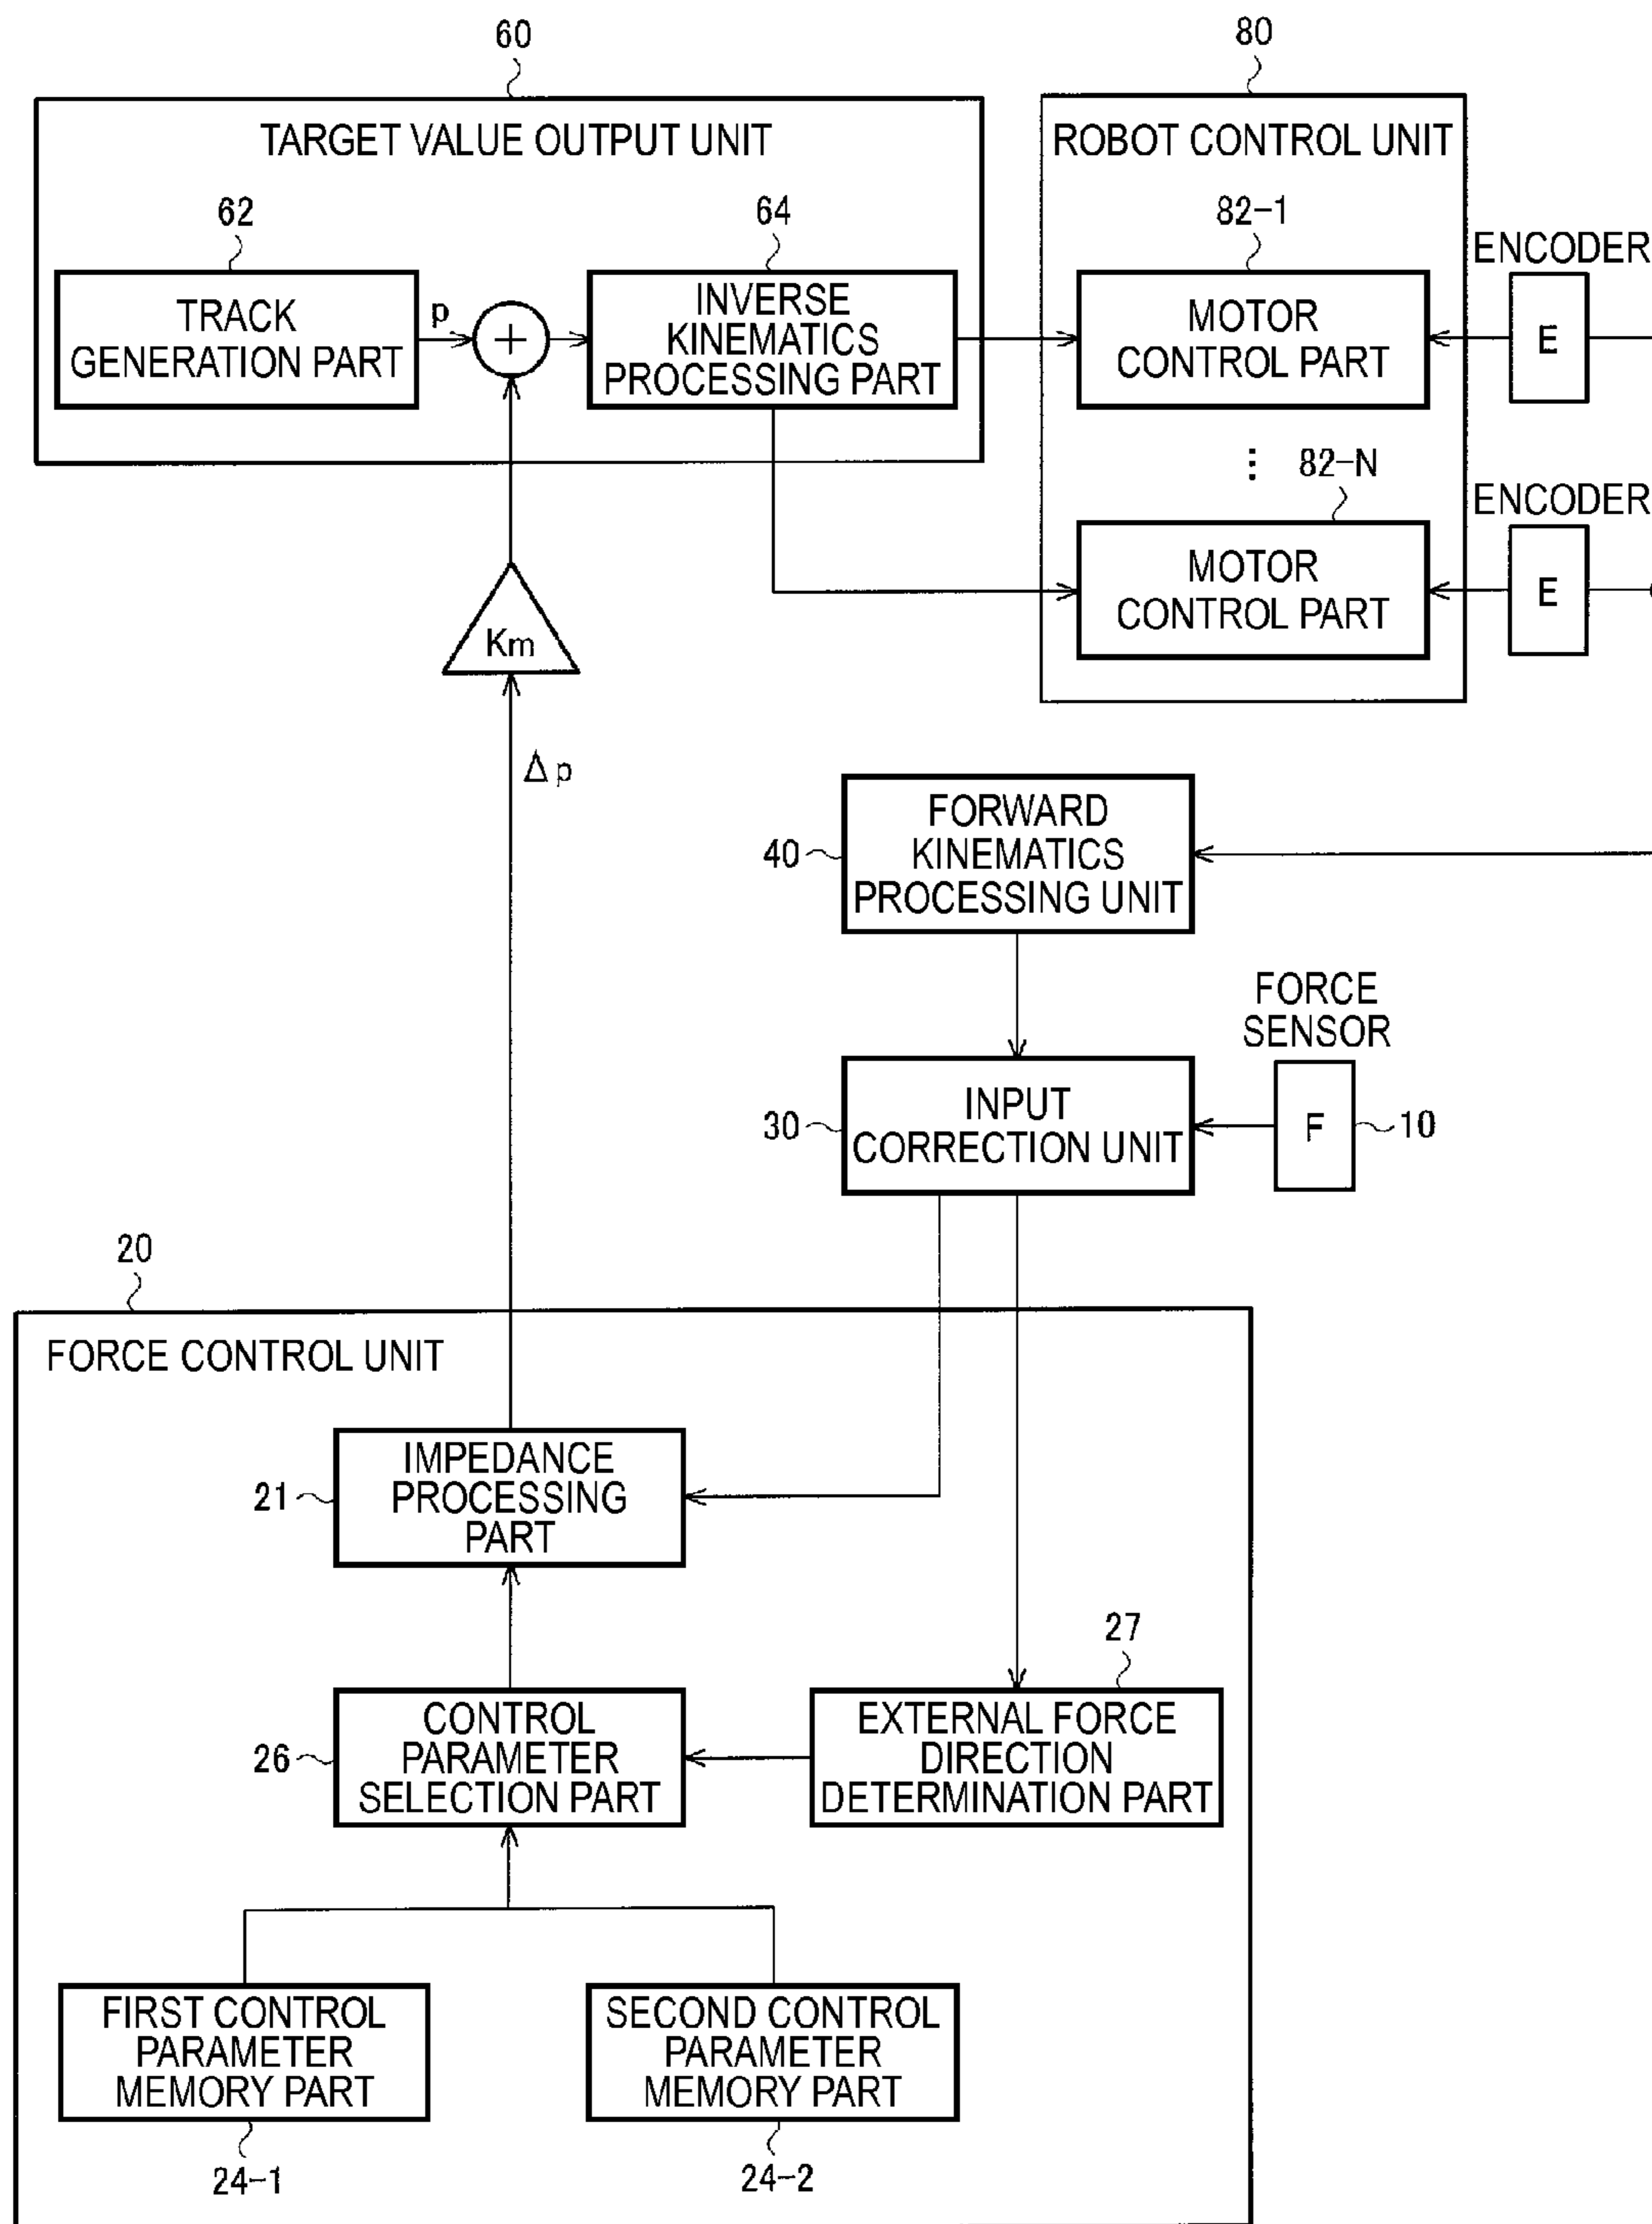 60
80
TARGET VALUE OUTPUT UNIT
ROBOT CONTROL UNIT
62
64
82-1
ENCODER
TRACK
GENERATION PART
p
+
INVERSE
KINEMATICS
PROCESSING PART
MOTOR
CONTROL PART
E
⋮
82-N
ENCODER
MOTOR
CONTROL PART
E
Km
Δp
40
FORWARD
KINEMATICS
PROCESSING UNIT
FORCE
SENSOR
30
INPUT
CORRECTION UNIT
F
10
20
FORCE CONTROL UNIT
21
IMPEDANCE
PROCESSING
PART
27
26
CONTROL
PARAMETER
SELECTION PART
EXTERNAL FORCE
DIRECTION
DETERMINATION PART
FIRST CONTROL
PARAMETER
MEMORY PART
SECOND CONTROL
PARAMETER
MEMORY PART
24-1
24-2